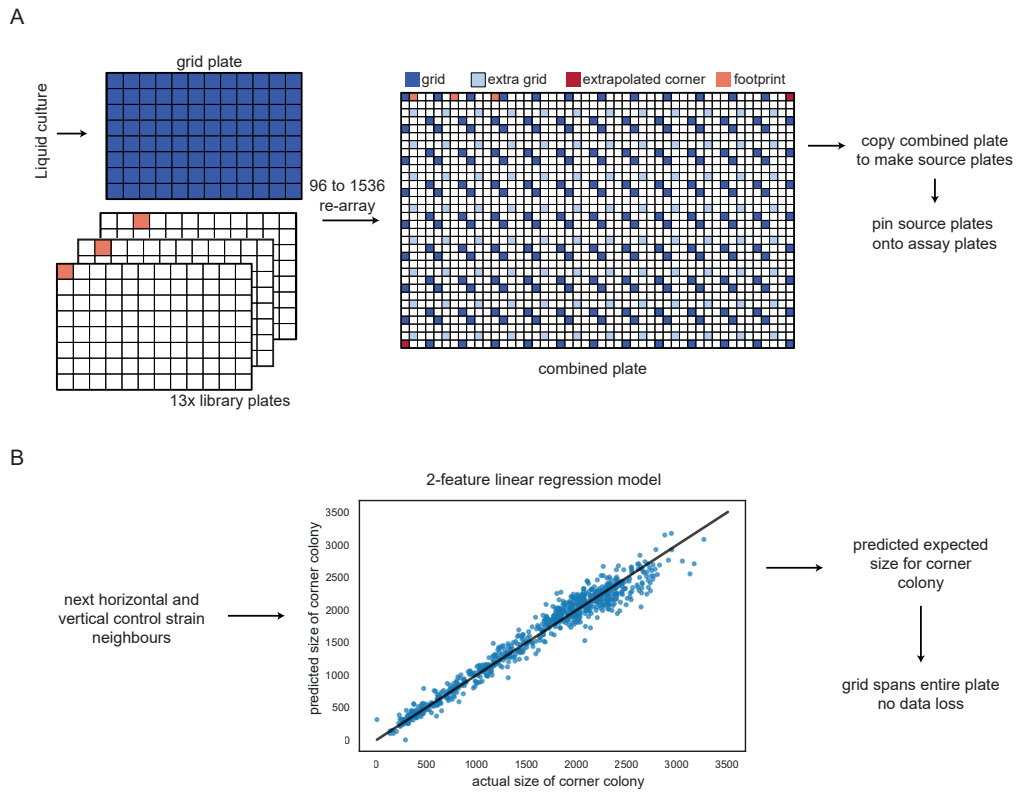 A
grid plate
Liquid culture
13x library plates
96 to 1536
re-array
grid
extra grid
extrapolated corner
footprint
combined plate
copy combined plate
to make source plates
pin source plates
onto assay plates
B
next horizontal and
vertical control strain
neighbours
2-feature linear regression model
predicted size of corner colony
3500
3000
2500
2000
1500
1000
500
0
0
500
1000
1500
2000
2500
3000
3500
actual size of corner colony
predicted expected
size for corner
colony
grid spans entire plate
no data loss